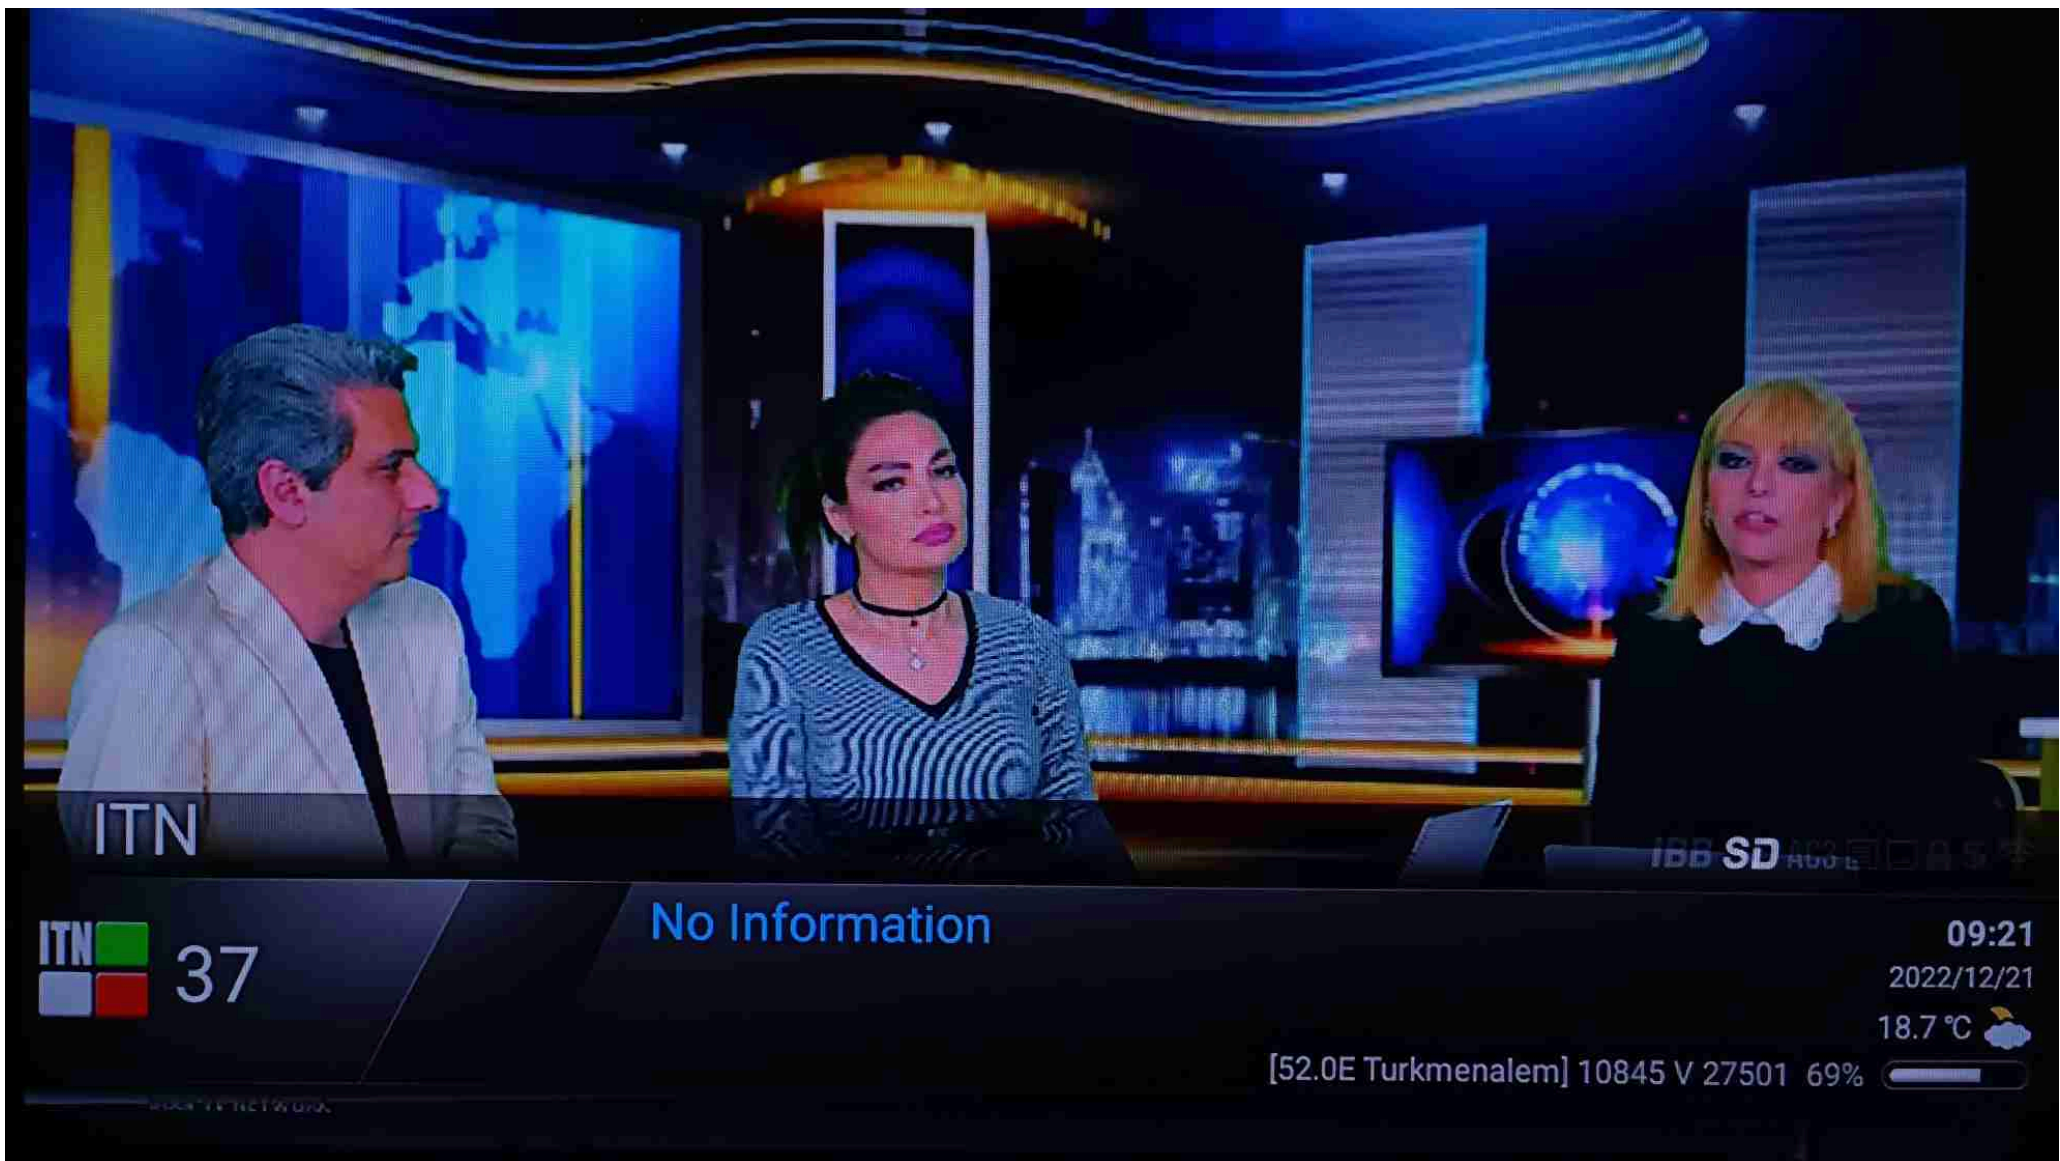 ITN
IBB SD AC3
ITN
37
No Information
09:21
2022/12/21
18.7 °C
[52.0E Turkmenalem] 10845 V 27501 69%